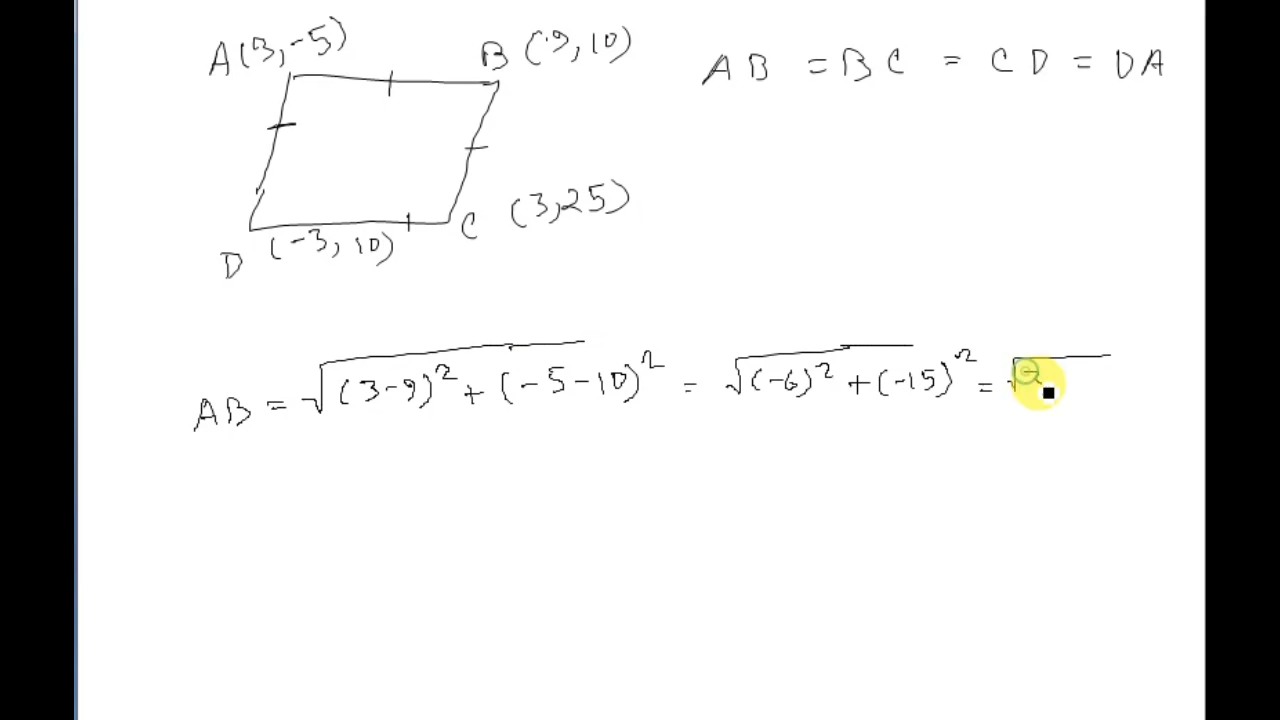 A(3,-5) B (9,10) AB = BC = CD = DA
C (3,25)
D (-3, 10)
AB = √(3-9)² + (-5-10)² = √(-6)² + (-15)² = √